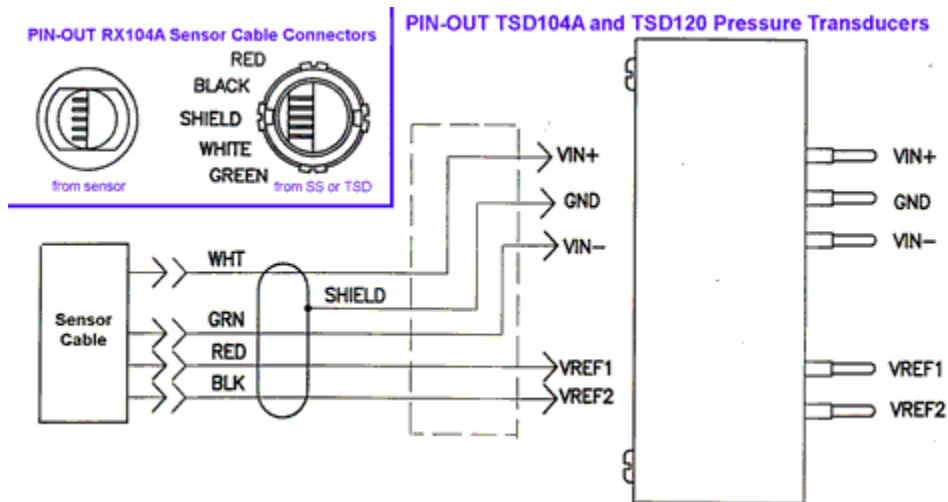 PIN-OUT RX104A Sensor Cable Connectors
RED
BLACK
SHIELD
WHITE
GREEN
from sensor
from SS or TSD
PIN-OUT TSD104A and TSD120 Pressure Transducers
Sensor
Cable
WHT
GRN
RED
BLK
SHIELD
VIN+
GND
VIN-
VREF1
VREF2
VIN+
GND
VIN-
VREF1
VREF2